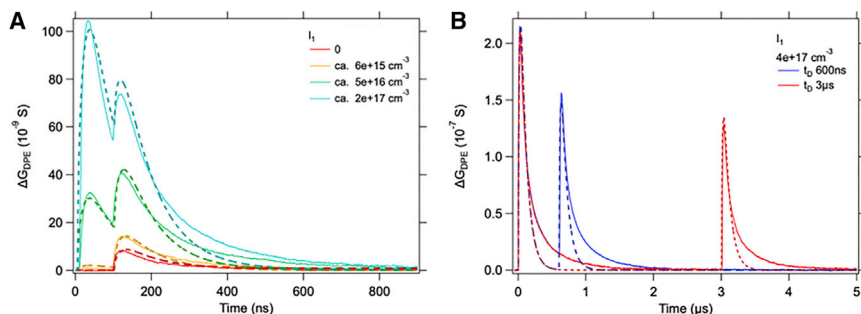 A
I₁
0
ca. 6e+15 cm⁻³
ca. 5e+16 cm⁻³
ca. 2e+17 cm⁻³
ΔG_DPE (10⁻⁹ S)
100
80
60
40
20
0
0 200 400 600 800
Time (ns)
B
I₁
4e+17 cm⁻³
t_D 600ns
t_D 3µs
ΔG_DPE (10⁻⁷ S)
2.0
1.5
1.0
0.5
0.0
0 1 2 3 4 5
Time (µs)